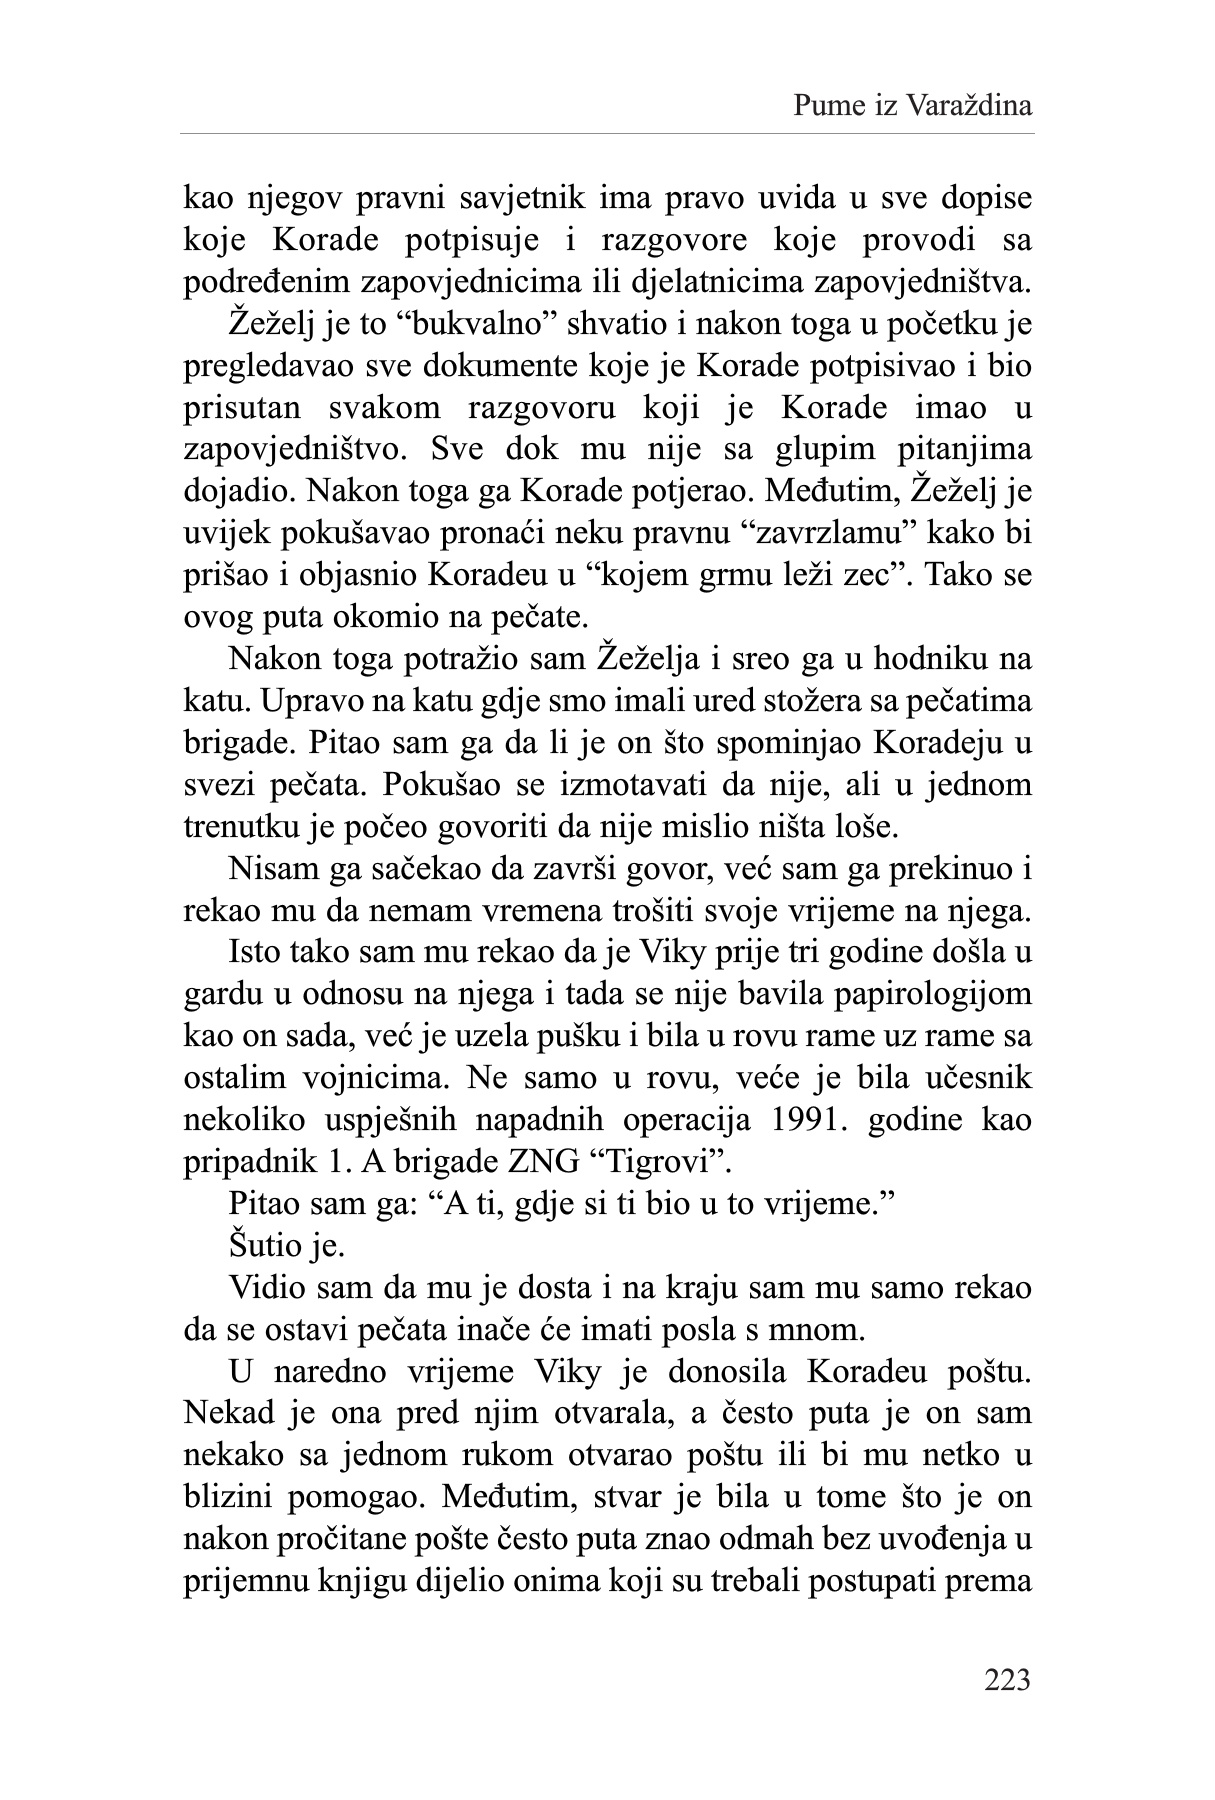 Pume iz Varaždina
kao njegov pravni savjetnik ima pravo uvida u sve dopise
koje Korade potpisuje i razgovore koje provodi sa
podređenim zapovjednicima ili djelatnicima zapovjedništva.
Žeželj je to “bukvalno” shvatio i nakon toga u početku je
pregledavao sve dokumente koje je Korade potpisivao i bio
prisutan svakom razgovoru koji je Korade imao u
zapovjedništvo. Sve dok mu nije sa glupim pitanjima
dojadio. Nakon toga ga Korade potjerao. Međutim, Žeželj je
uvijek pokušavao pronaći neku pravnu “zavrzlamu” kako bi
prišao i objasnio Koradeu u “kojem grmu leži zec”. Tako se
ovog puta okomio na pečate.
Nakon toga potražio sam Žeželja i sreo ga u hodniku na
katu. Upravo na katu gdje smo imali ured stožera sa pečatima
brigade. Pitao sam ga da li je on što spominjao Koradeju u
svezi pečata. Pokušao se izmotavati da nije, ali u jednom
trenutku je počeo govoriti da nije mislio ništa loše.
Nisam ga sačekao da završi govor, već sam ga prekinuo i
rekao mu da nemam vremena trošiti svoje vrijeme na njega.
Isto tako sam mu rekao da je Viky prije tri godine došla u
gardu u odnosu na njega i tada se nije bavila papirologijom
kao on sada, već je uzela pušku i bila u rovu rame uz rame sa
ostalim vojnicima. Ne samo u rovu, veće je bila učesnik
nekoliko uspješnih napadnih operacija 1991. godine kao
pripadnik 1. A brigade ZNG “Tigrovi”.
Pitao sam ga: “A ti, gdje si ti bio u to vrijeme.”
Šutio je.
Vidio sam da mu je dosta i na kraju sam mu samo rekao
da se ostavi pečata inače će imati posla s mnom.
U naredno vrijeme Viky je donosila Koradeu poštu.
Nekad je ona pred njim otvarala, a često puta je on sam
nekako sa jednom rukom otvarao poštu ili bi mu netko u
blizini pomogao. Međutim, stvar je bila u tome što je on
nakon pročitane pošte često puta znao odmah bez uvođenja u
prijemnu knjigu dijelio onima koji su trebali postupati prema
223